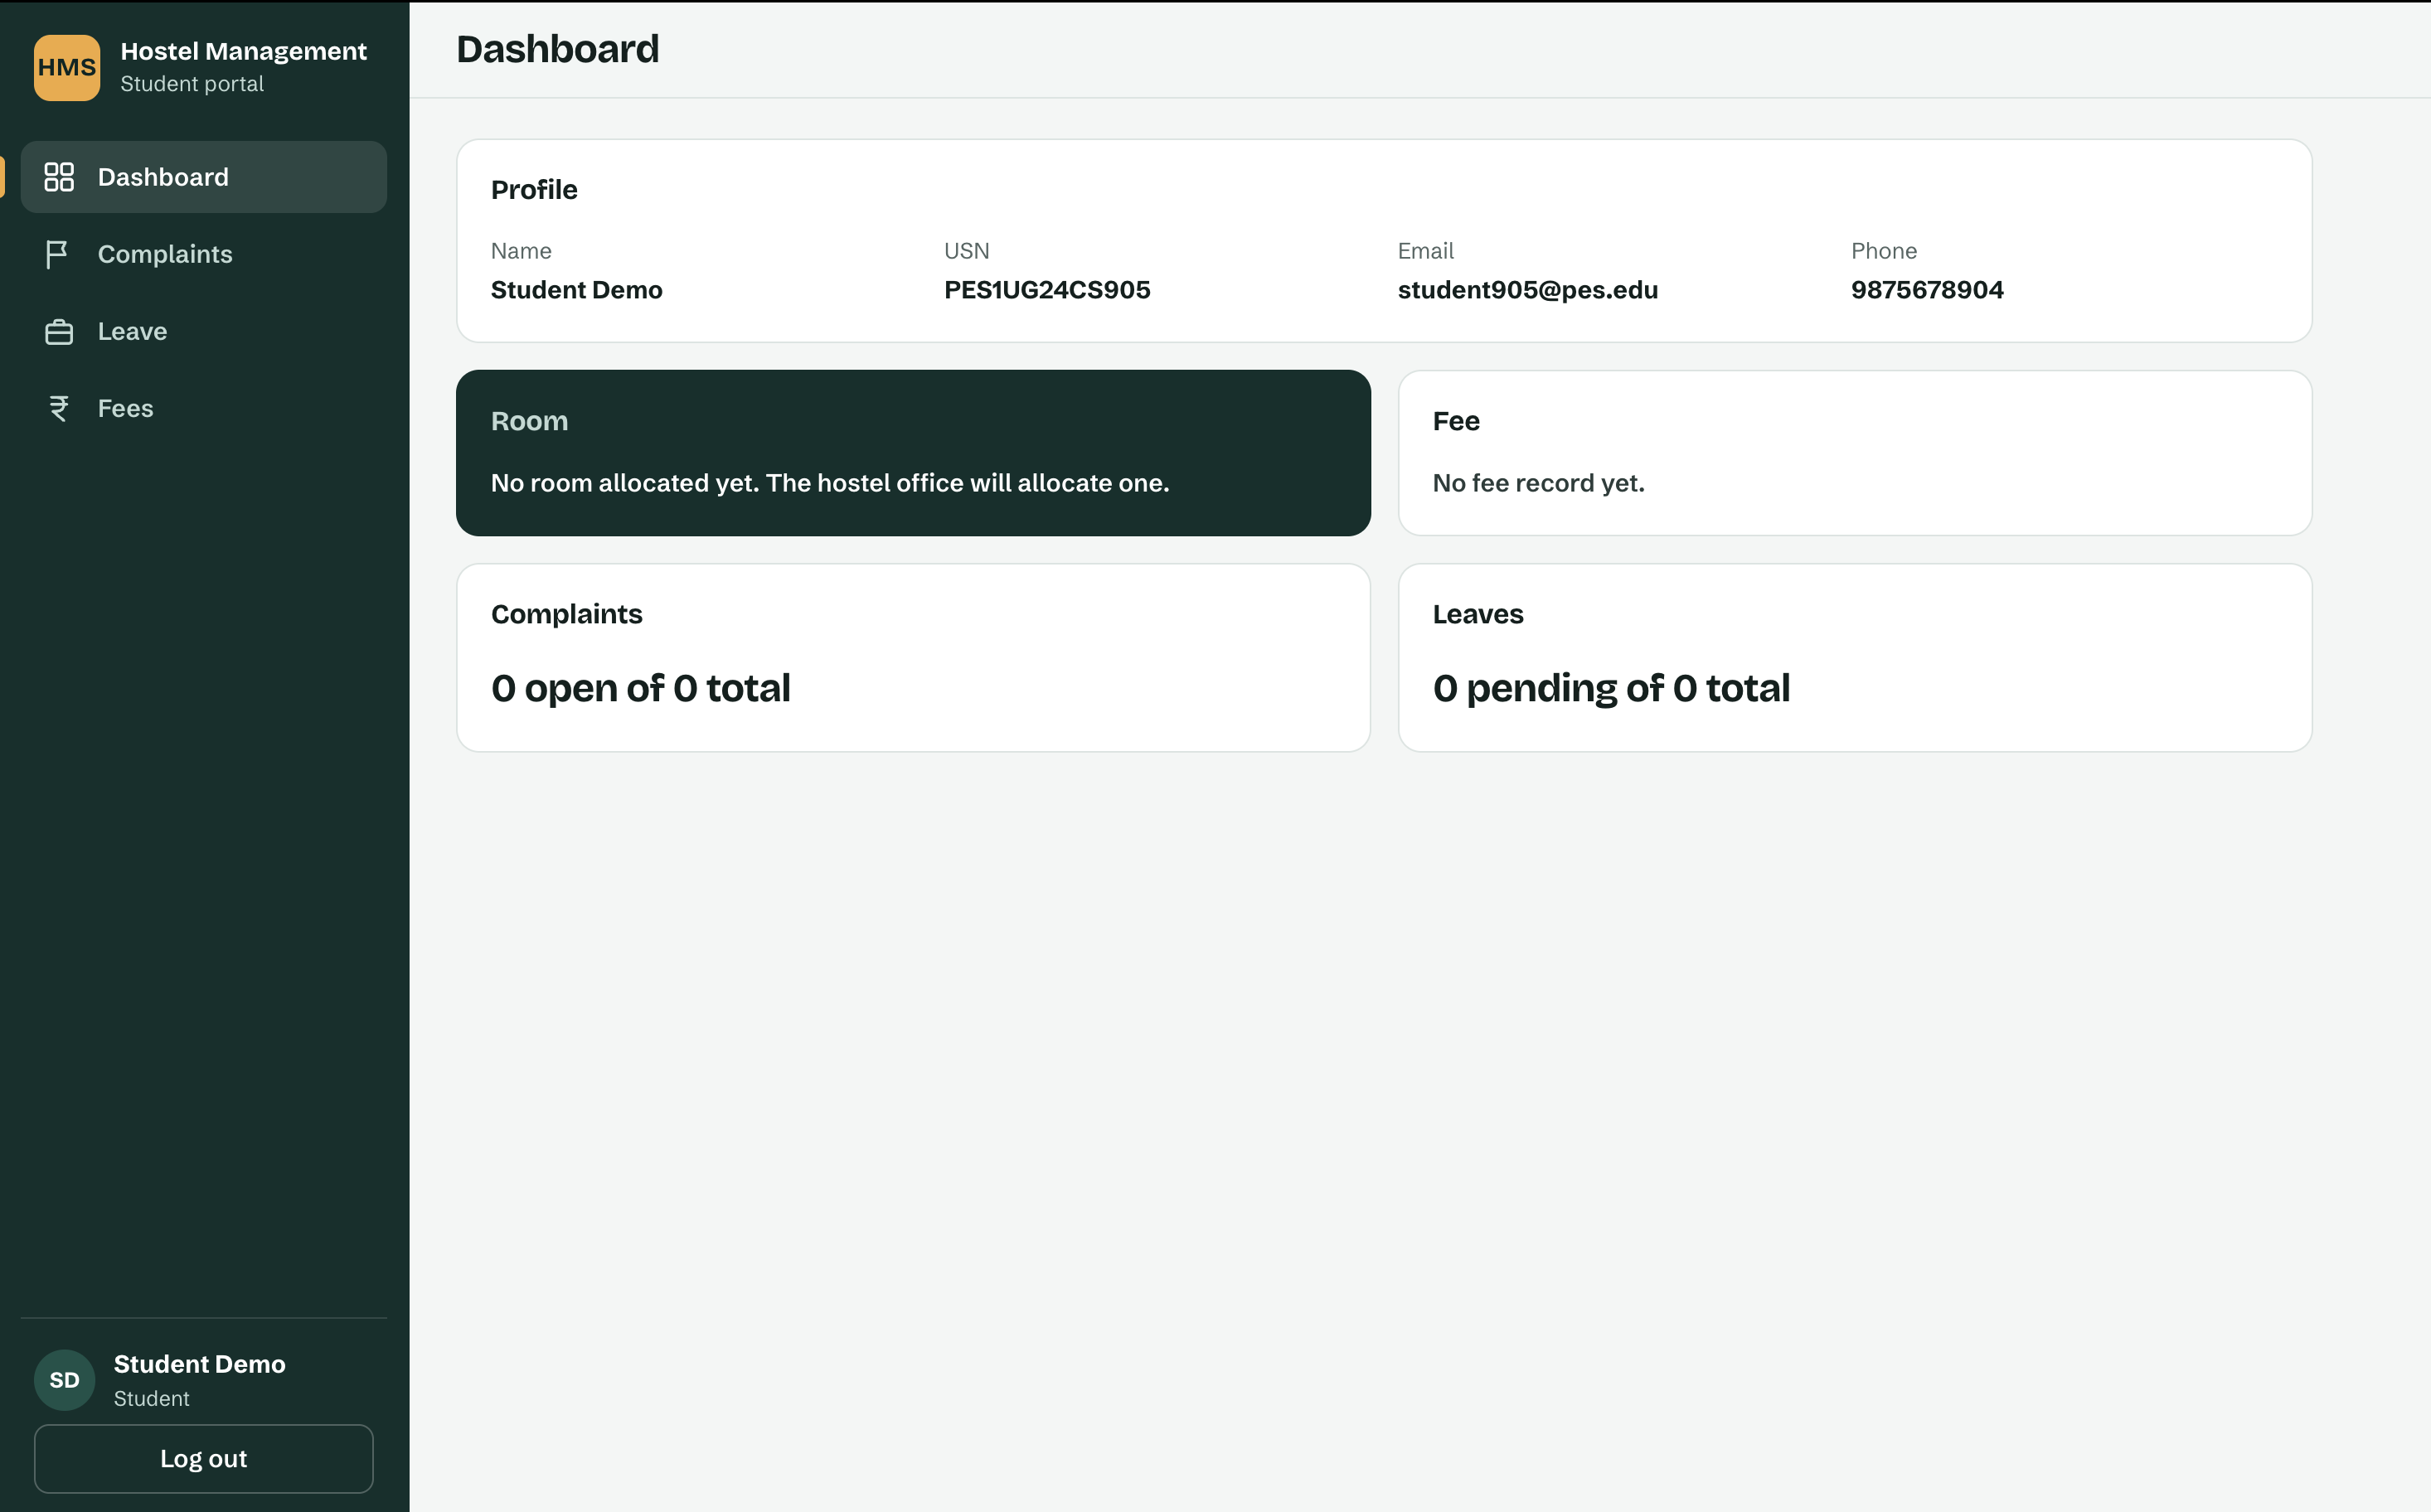 HMS
Hostel Management
Student portal
Dashboard
Complaints
Leave
Fees
Student Demo
SD
Student
Log out
Dashboard
Profile
Name
Student Demo
USN
PES1UG24CS905
Email
student905@pes.edu
Phone
9875678904
Room
No room allocated yet. The hostel office will allocate one.
Fee
No fee record yet.
Complaints
0 open of 0 total
Leaves
0 pending of 0 total